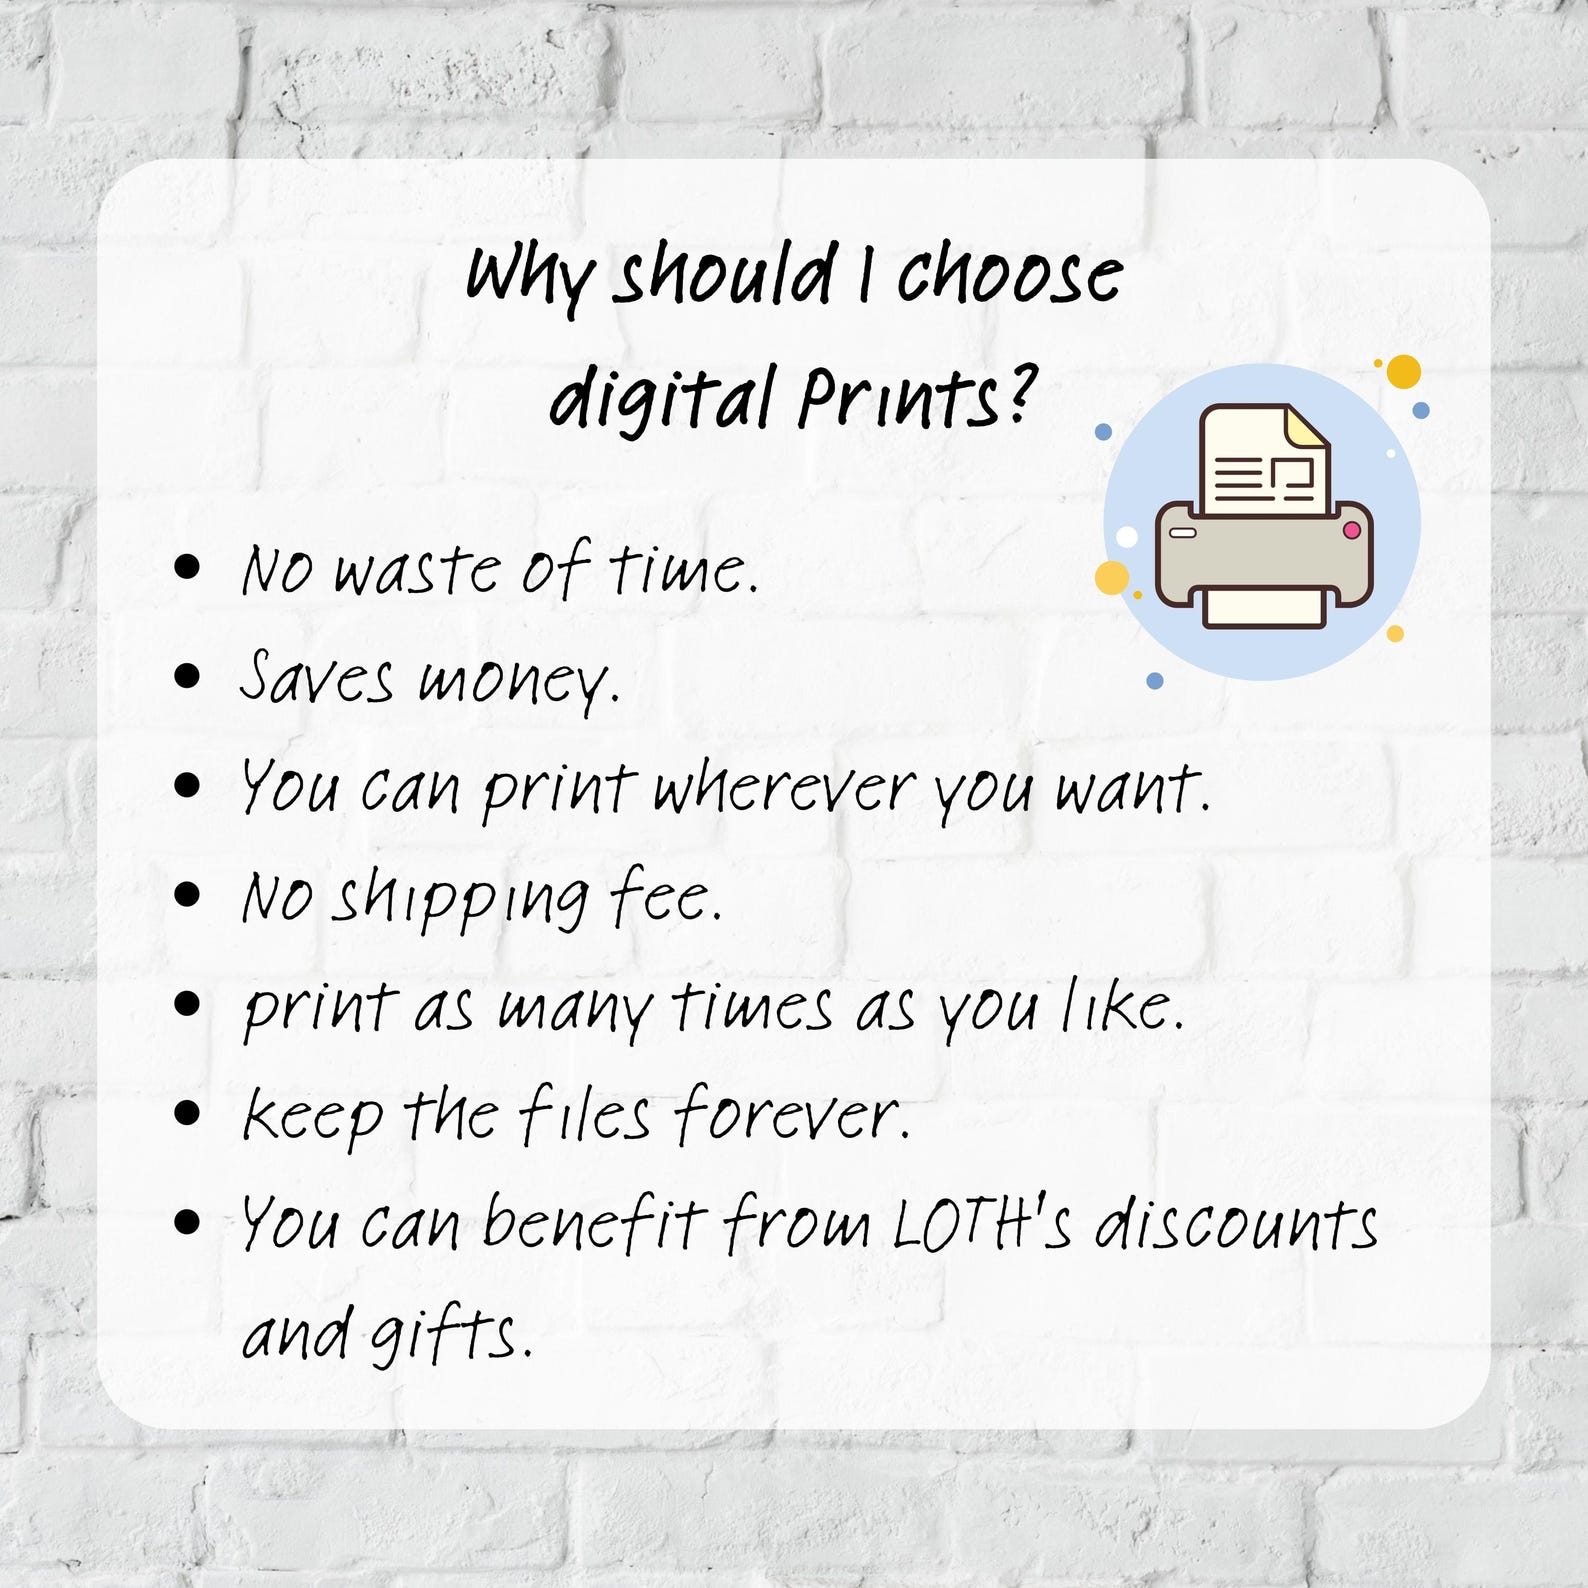 Why should I choose
digital Prints?
• No waste of time.
• Saves money.
• You can print wherever you want.
• No shipping fee.
• print as many times as you like.
• keep the files forever.
• You can benefit from LOTH's discounts
and gifts.